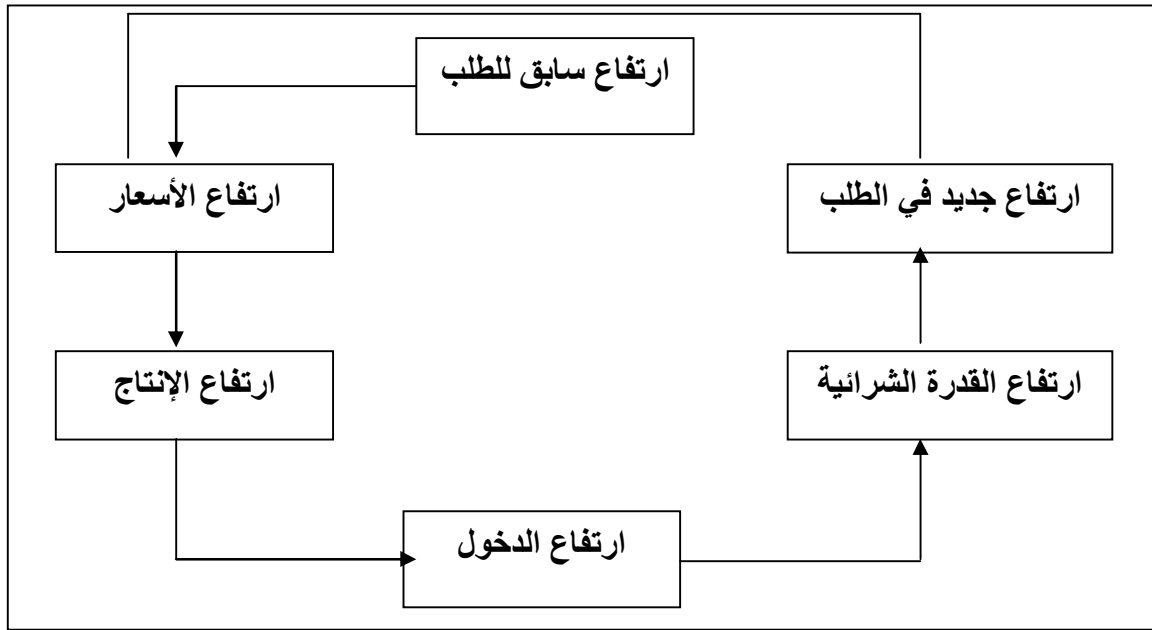 ارتفاع سابق للطلب
ارتفاع الأسعار
ارتفاع جديد في الطلب
ارتفاع الإنتاج
ارتفاع القدرة الشرائية
ارتفاع الدخول